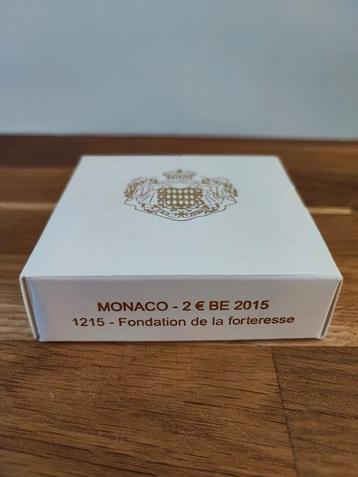 MONACO - 2 € BE 2015
1215 - Fondation de la forteresse